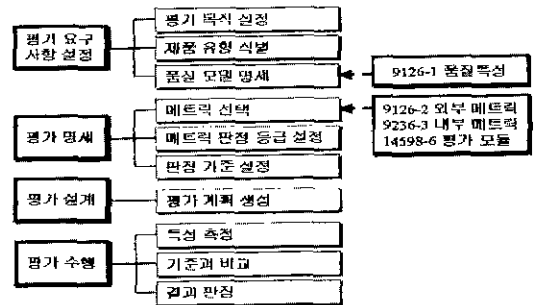 평가 요구
사항 설정
평가 목적 설정
제품 유형 식별
품질 모델 명세
9126-1 품질특성
평가 명세
메트릭 선택
메트릭 판정 등급 설정
판정 기준 설정
9126-2 외부 메트릭
9236-3 내부 메트릭
14598-6 평가 모듈
평가 설계
평가 계획 생성
평가 수행
특성 측정
기준과 비교
결과 판정